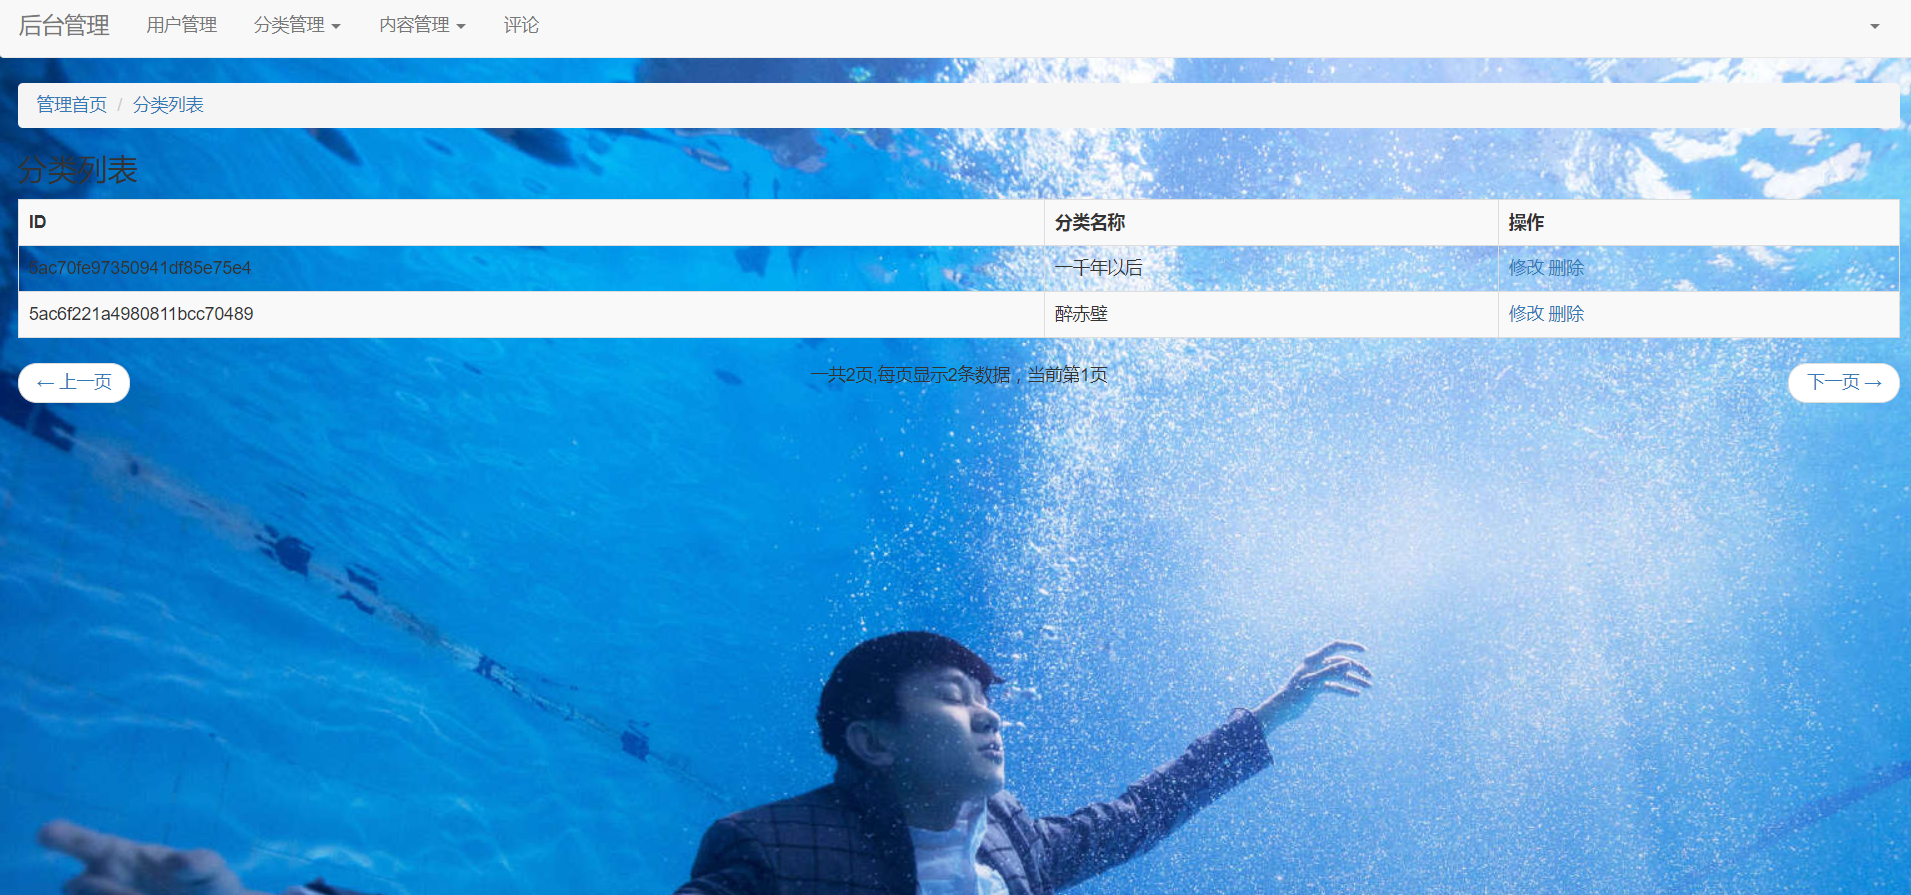 后台管理 用户管理 分类管理 内容管理 评论
管理首页 / 分类列表
分类列表
ID 分类名称 操作
5ac70fe97350941df85e75e4 一千年以后 修改 删除
5ac6f221a4980811bcc70489 醉赤壁 修改 删除
← 上一页 一共2页,每页显示2条数据，当前第1页 下一页 →